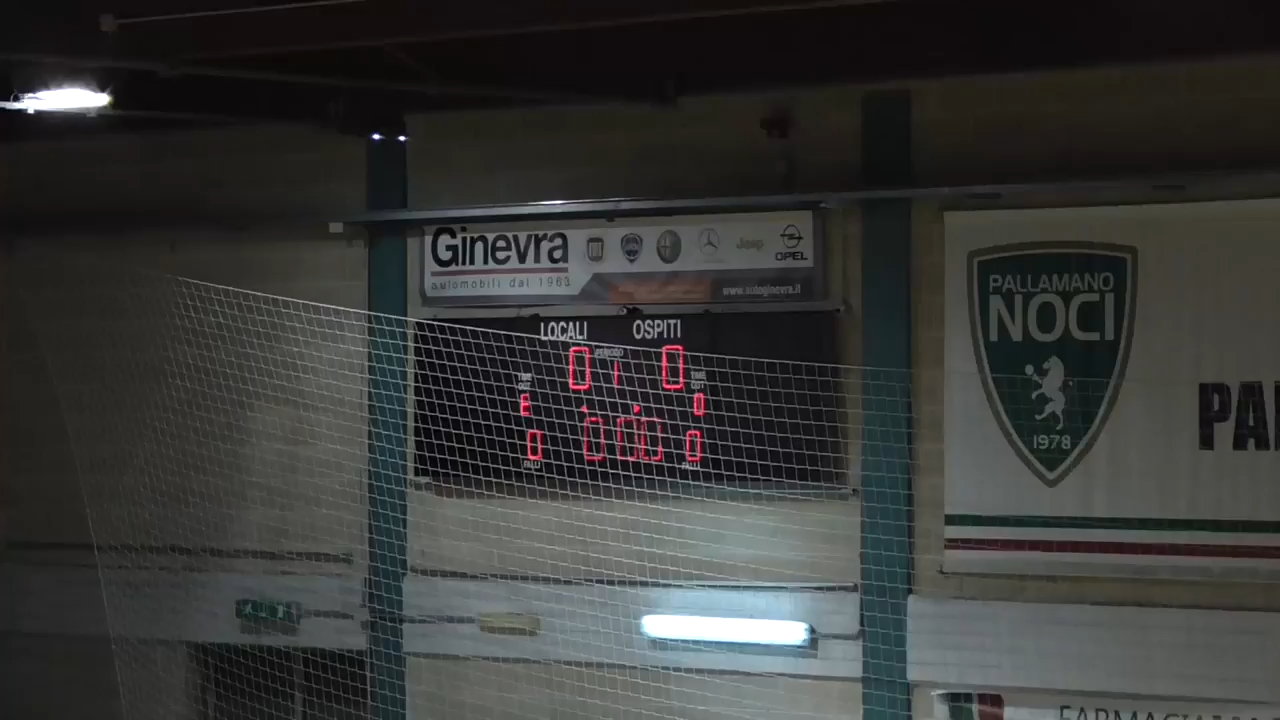 Ginevra
automobili dal 1963
Jeep
OPEL
www.autoginevra.it
LOCALI
OSPITI
0
PERIODO
1
0
TIME OUT
TIME OUT
E
0
0
0
00
0
FALLI
FALLI
PALLAMANO
NOCI
1978
PA
FARMACI